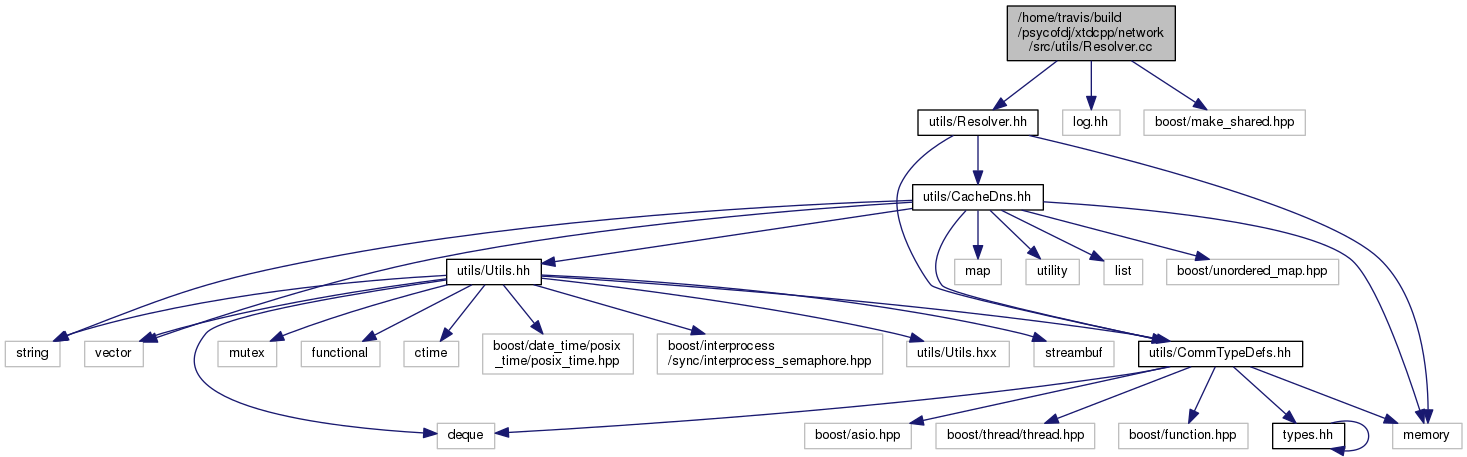 /home/travis/build
/psycofdj/xtdcpp/network
/src/utils/Resolver.cc
utils/Resolver.hh
log.hh
boost/make_shared.hpp
utils/CacheDns.hh
utils/Utils.hh
map
utility
list
boost/unordered_map.hpp
string
vector
mutex
functional
ctime
boost/date_time/posix
_time/posix_time.hpp
boost/interprocess
/sync/interprocess_semaphore.hpp
utils/Utils.hxx
streambuf
utils/CommTypeDefs.hh
deque
boost/asio.hpp
boost/thread/thread.hpp
boost/function.hpp
types.hh
memory